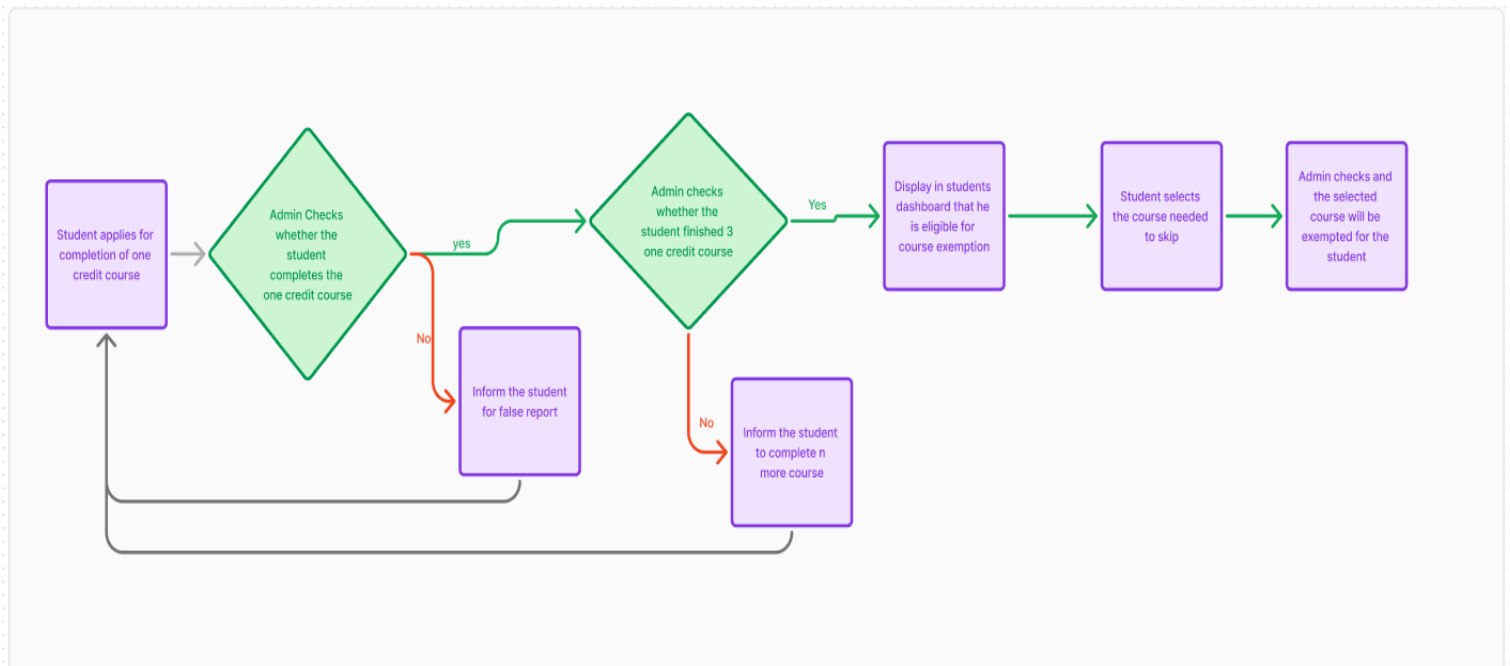 Student applies for
completion of one
credit course
Admin Checks
whether the
student
completes the
one credit course
yes
No
Inform the student
for false report
Admin checks
whether the
student finished 3
one credit course
Yes
No
Inform the student
to complete n
more course
Display in students
dashboard that he
is eligible for
course exemption
Student selects
the course needed
to skip
Admin checks and
the selected
course will be
exempted for the
student